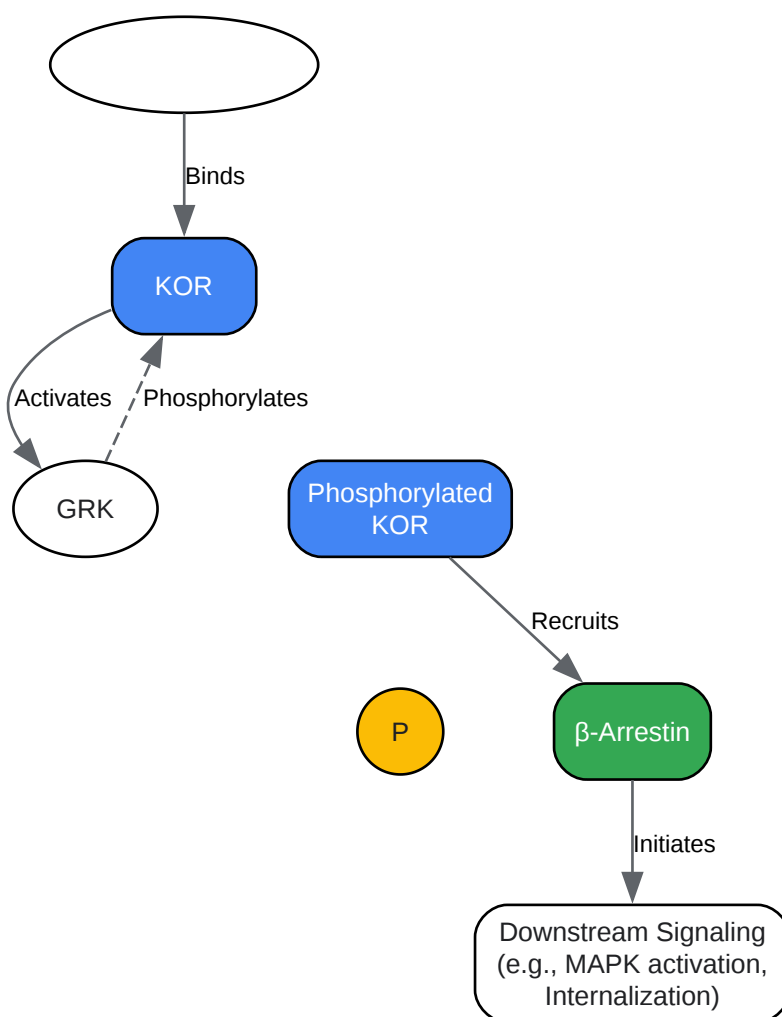 Binds
KOR
Activates
Phosphorylates
GRK
Phosphorylated
KOR
Recruits
P
β-Arrestin
Initiates
Downstream Signaling
(e.g., MAPK activation,
Internalization)